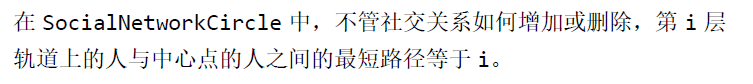 在 SocialNetworkCircle 中，不管社交关系如何增加或删除，第 i 层
轨道上的人与中心点的人之间的最短路径等于 i。